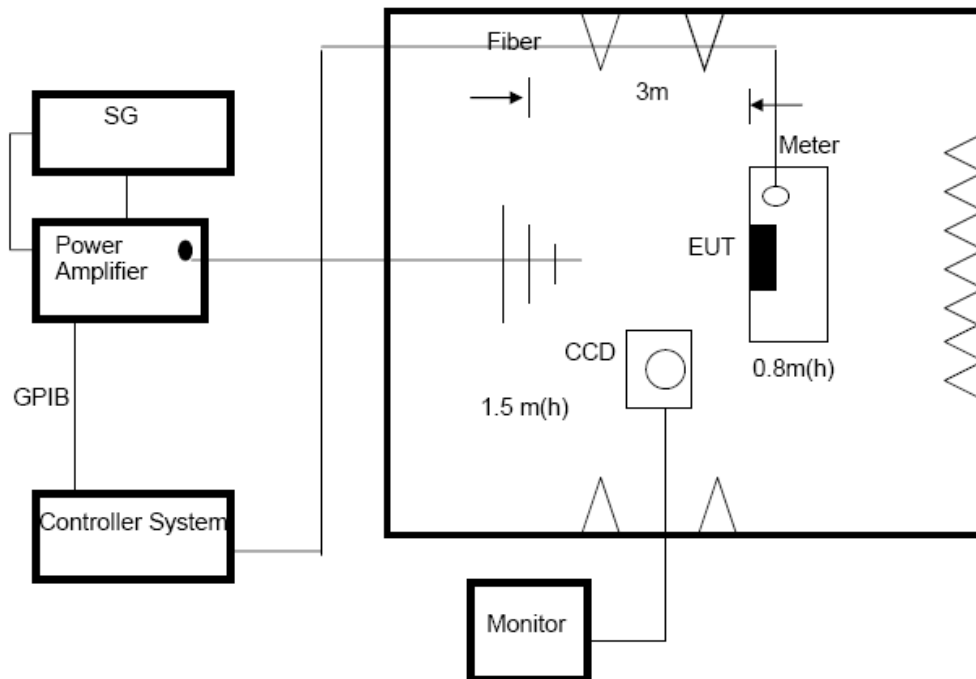 Fiber
3m
SG
Meter
Power
Amplifier
EUT
CCD
0.8m(h)
GPIB
1.5 m(h)
Controller System
Monitor